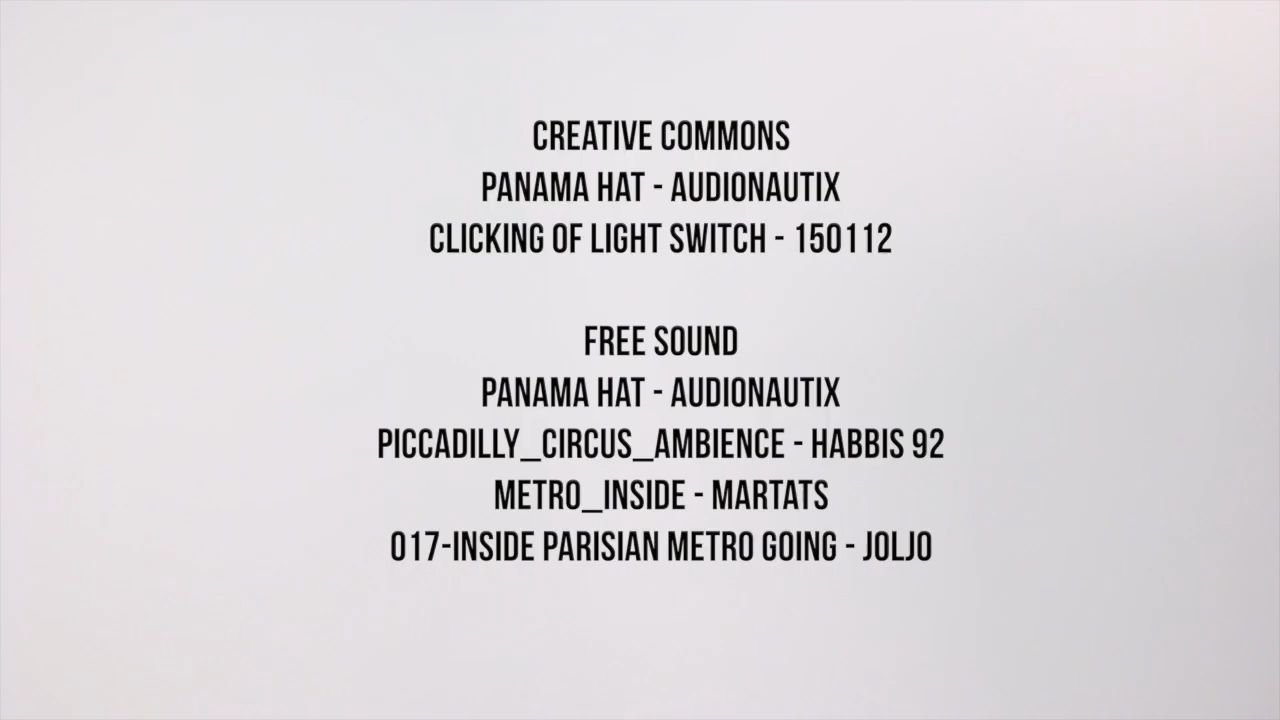 CREATIVE COMMONS
PANAMA HAT - AUDIONAUTIX
CLICKING OF LIGHT SWITCH - 150112
FREE SOUND
PANAMA HAT - AUDIONAUTIX
PICCADILLY_CIRCUS_AMBIENCE - HABBIS 92
METRO_INSIDE - MARTATS
017-INSIDE PARISIAN METRO GOING - JOLJO